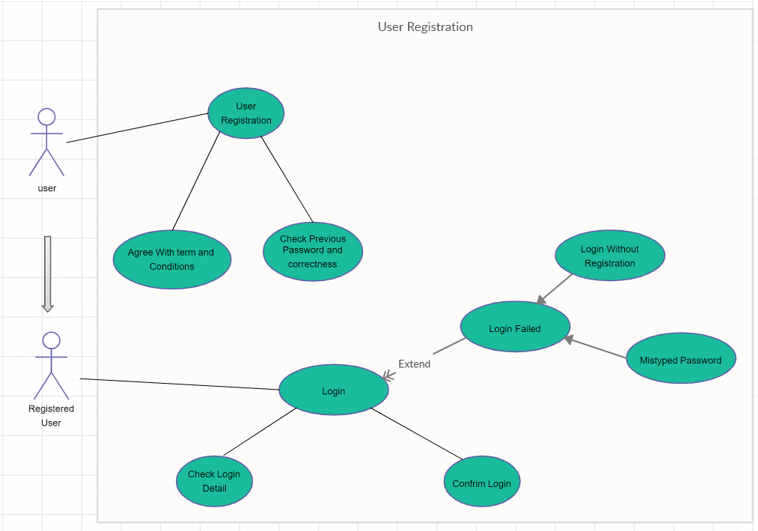 User Registration
User
Registration
user
Agree With term and
Conditions
Check Previous
Password and
correctness
Login Without
Registration
Login Failed
Mistyped Password
Extend
Login
Registered
User
Check Login
Detail
Confrim Login